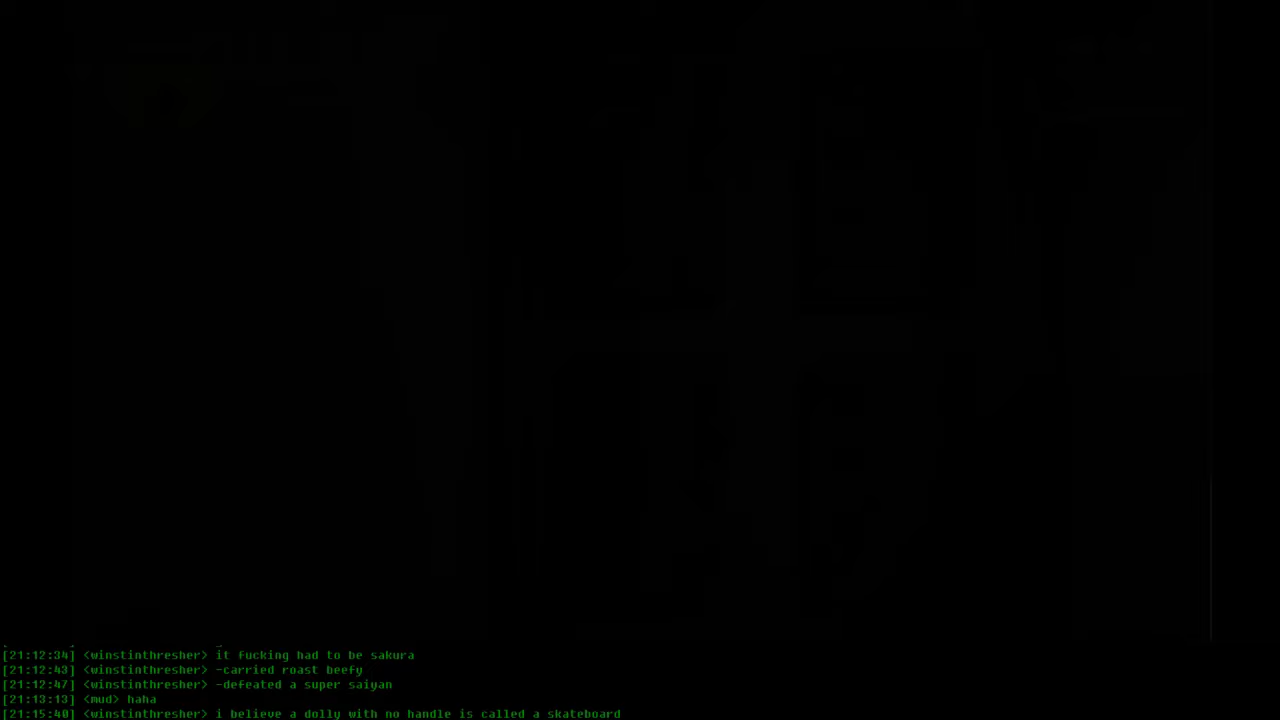 [21:12:34] <winstinthresher> it fucking had to be sakura
[21:12:43] <winstinthresher> -carried roast beefy
[21:12:47] <winstinthresher> -defeated a super saiyan
[21:13:13] <mud> haha
[21:15:40] <winstinthresher> i believe a dolly with no handle is called a skateboard